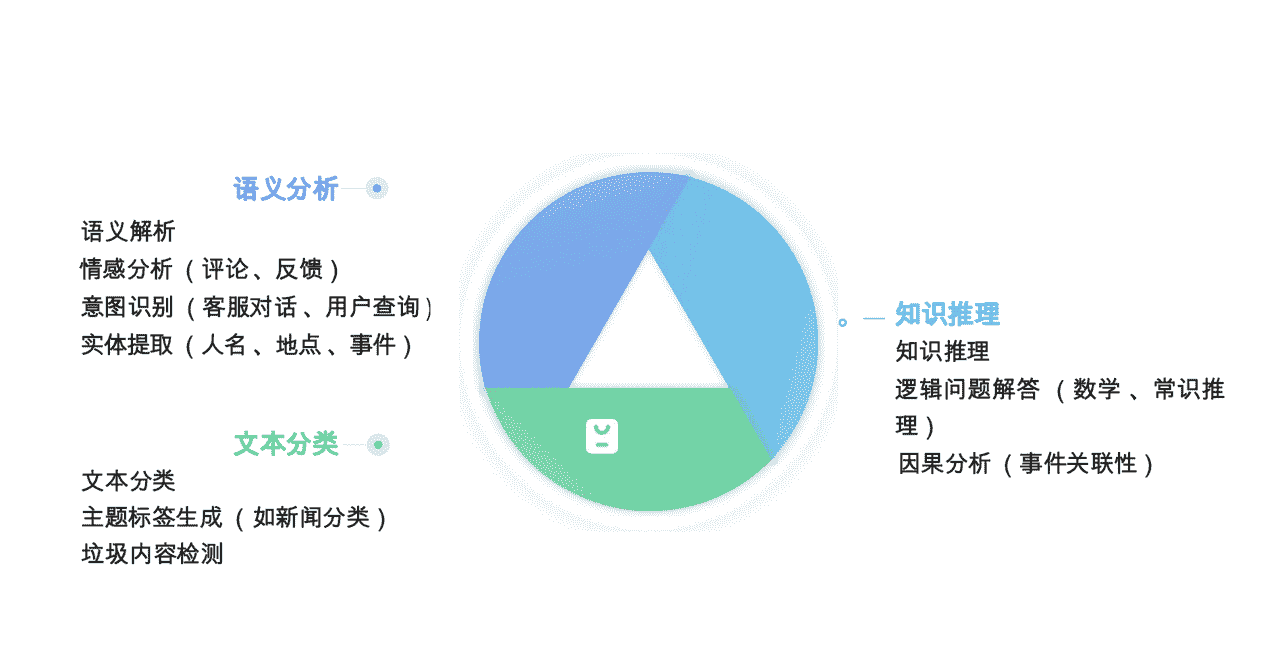 语义分析
语义解析
情感分析（评论、反馈）
意图识别（客服对话、用户查询）
实体提取（人名、地点、事件）
文本分类
文本分类
主题标签生成（如新闻分类）
垃圾内容检测
知识推理
知识推理
逻辑问题解答（数学、常识推
理）
因果分析（事件关联性）